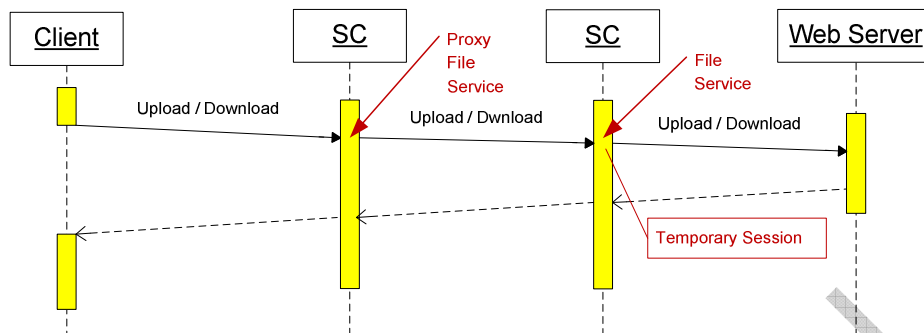 Client
SC
SC
Web Server
Proxy
File
Service
File
Service
Upload / Download
Upload / Dwnload
Upload / Download
Temporary Session